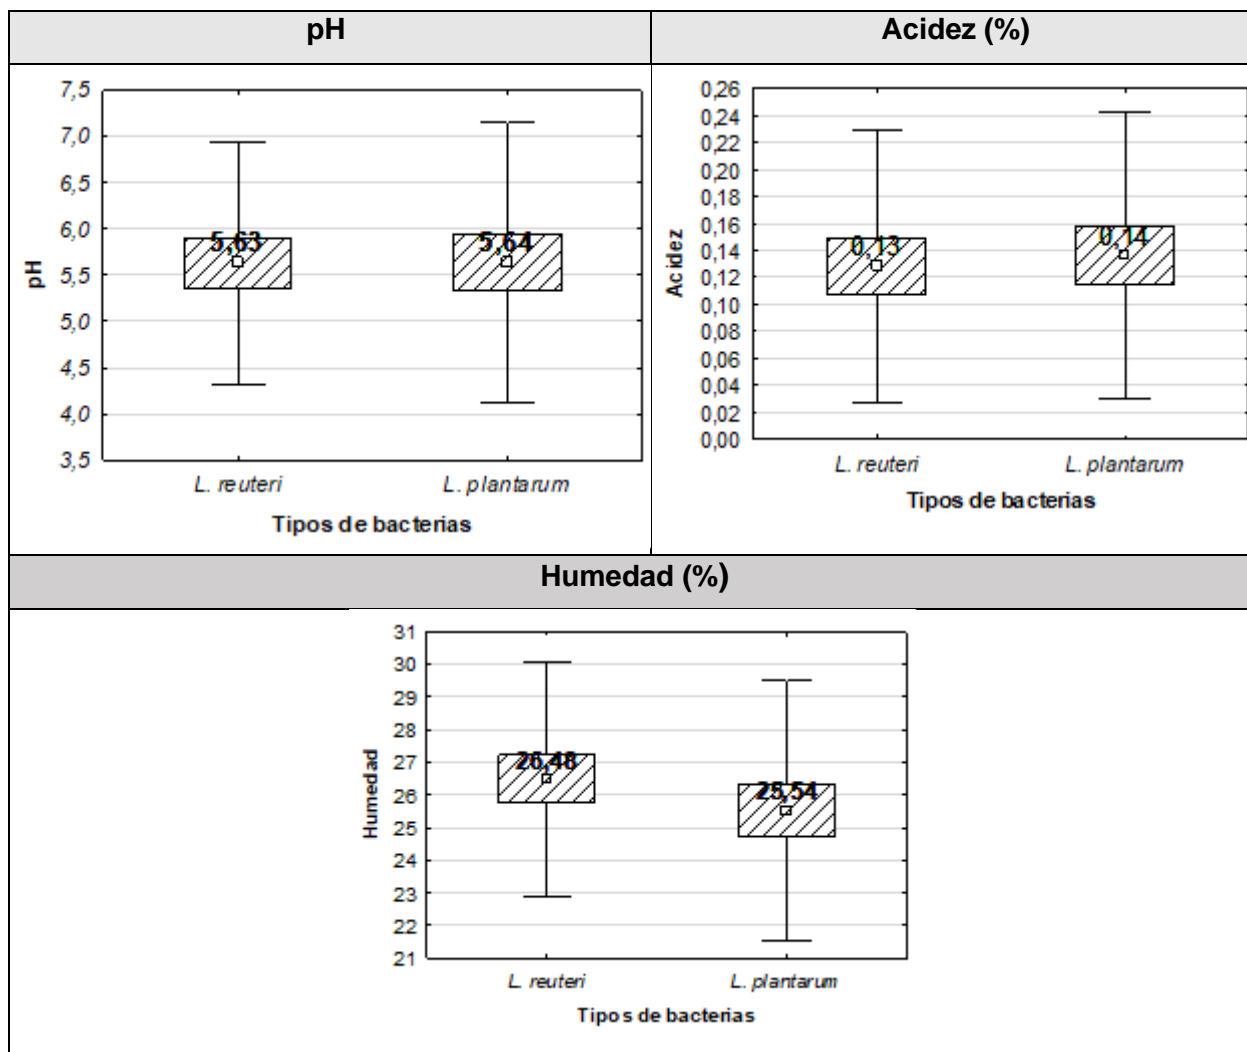 pH
Acidez (%)
7,5
7,0
6,5
6,0
5,5
5,0
4,5
4,0
3,5
pH
5,63
5,64
L. reuteri
L. plantarum
Tipos de bacterias
0,26
0,24
0,22
0,20
0,18
0,16
0,14
0,12
0,10
0,08
0,06
0,04
0,02
0,00
Acidez
0,13
0,14
L. reuteri
L. plantarum
Tipos de bacterias
Humedad (%)
31
30
29
28
27
26
25
24
23
22
21
Humedad
26,48
25,54
L. reuteri
L. plantarum
Tipos de bacterias